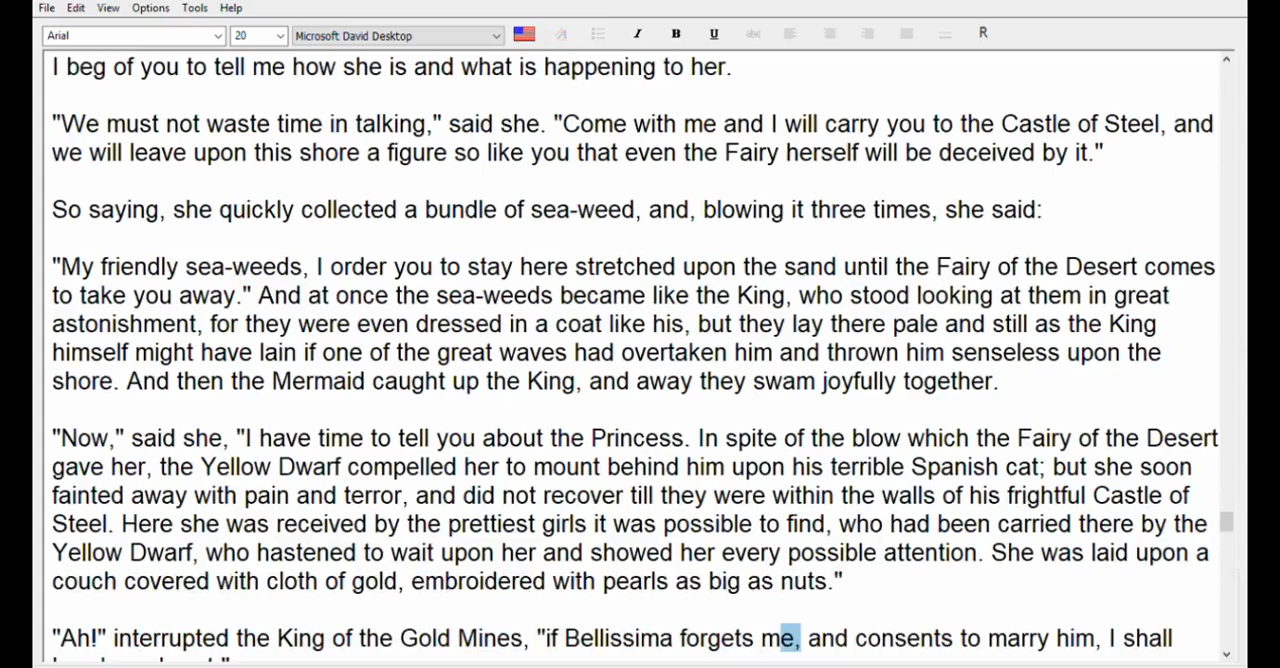 File Edit View Options Tools Help
Arial 20 Microsoft David Desktop I B U abc R
I beg of you to tell me how she is and what is happening to her.
"We must not waste time in talking," said she. "Come with me and I will carry you to the Castle of Steel, and
we will leave upon this shore a figure so like you that even the Fairy herself will be deceived by it."
So saying, she quickly collected a bundle of sea-weed, and, blowing it three times, she said:
"My friendly sea-weeds, I order you to stay here stretched upon the sand until the Fairy of the Desert comes
to take you away." And at once the sea-weeds became like the King, who stood looking at them in great
astonishment, for they were even dressed in a coat like his, but they lay there pale and still as the King
himself might have lain if one of the great waves had overtaken him and thrown him senseless upon the
shore. And then the Mermaid caught up the King, and away they swam joyfully together.
"Now," said she, "I have time to tell you about the Princess. In spite of the blow which the Fairy of the Desert
gave her, the Yellow Dwarf compelled her to mount behind him upon his terrible Spanish cat; but she soon
fainted away with pain and terror, and did not recover till they were within the walls of his frightful Castle of
Steel. Here she was received by the prettiest girls it was possible to find, who had been carried there by the
Yellow Dwarf, who hastened to wait upon her and showed her every possible attention. She was laid upon a
couch covered with cloth of gold, embroidered with pearls as big as nuts."
"Ah!" interrupted the King of the Gold Mines, "if Bellissima forgets me, and consents to marry him, I shall